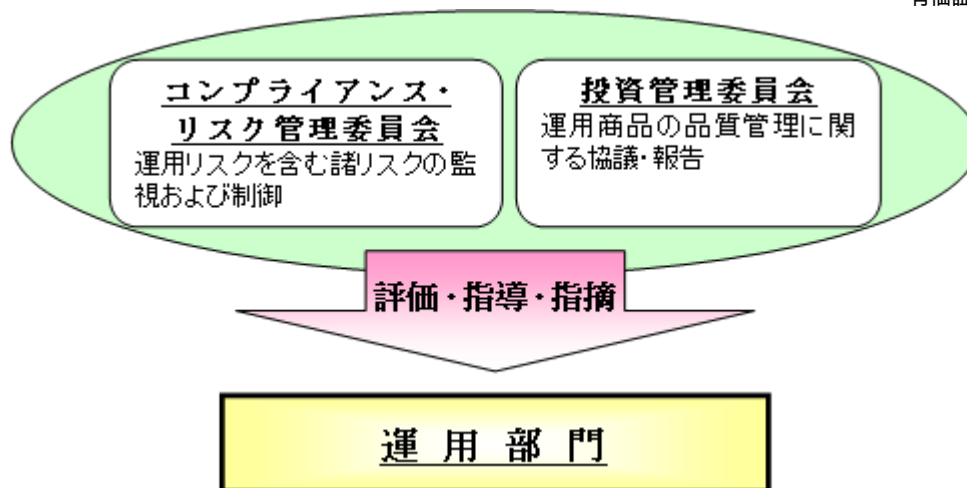 コンプライアンス・
リスク管理委員会
運用リスクを含む諸リスクの監
視および制御
投資管理委員会
運用商品の品質管理に関
する協議・報告
評価・指導・指摘
運用部門